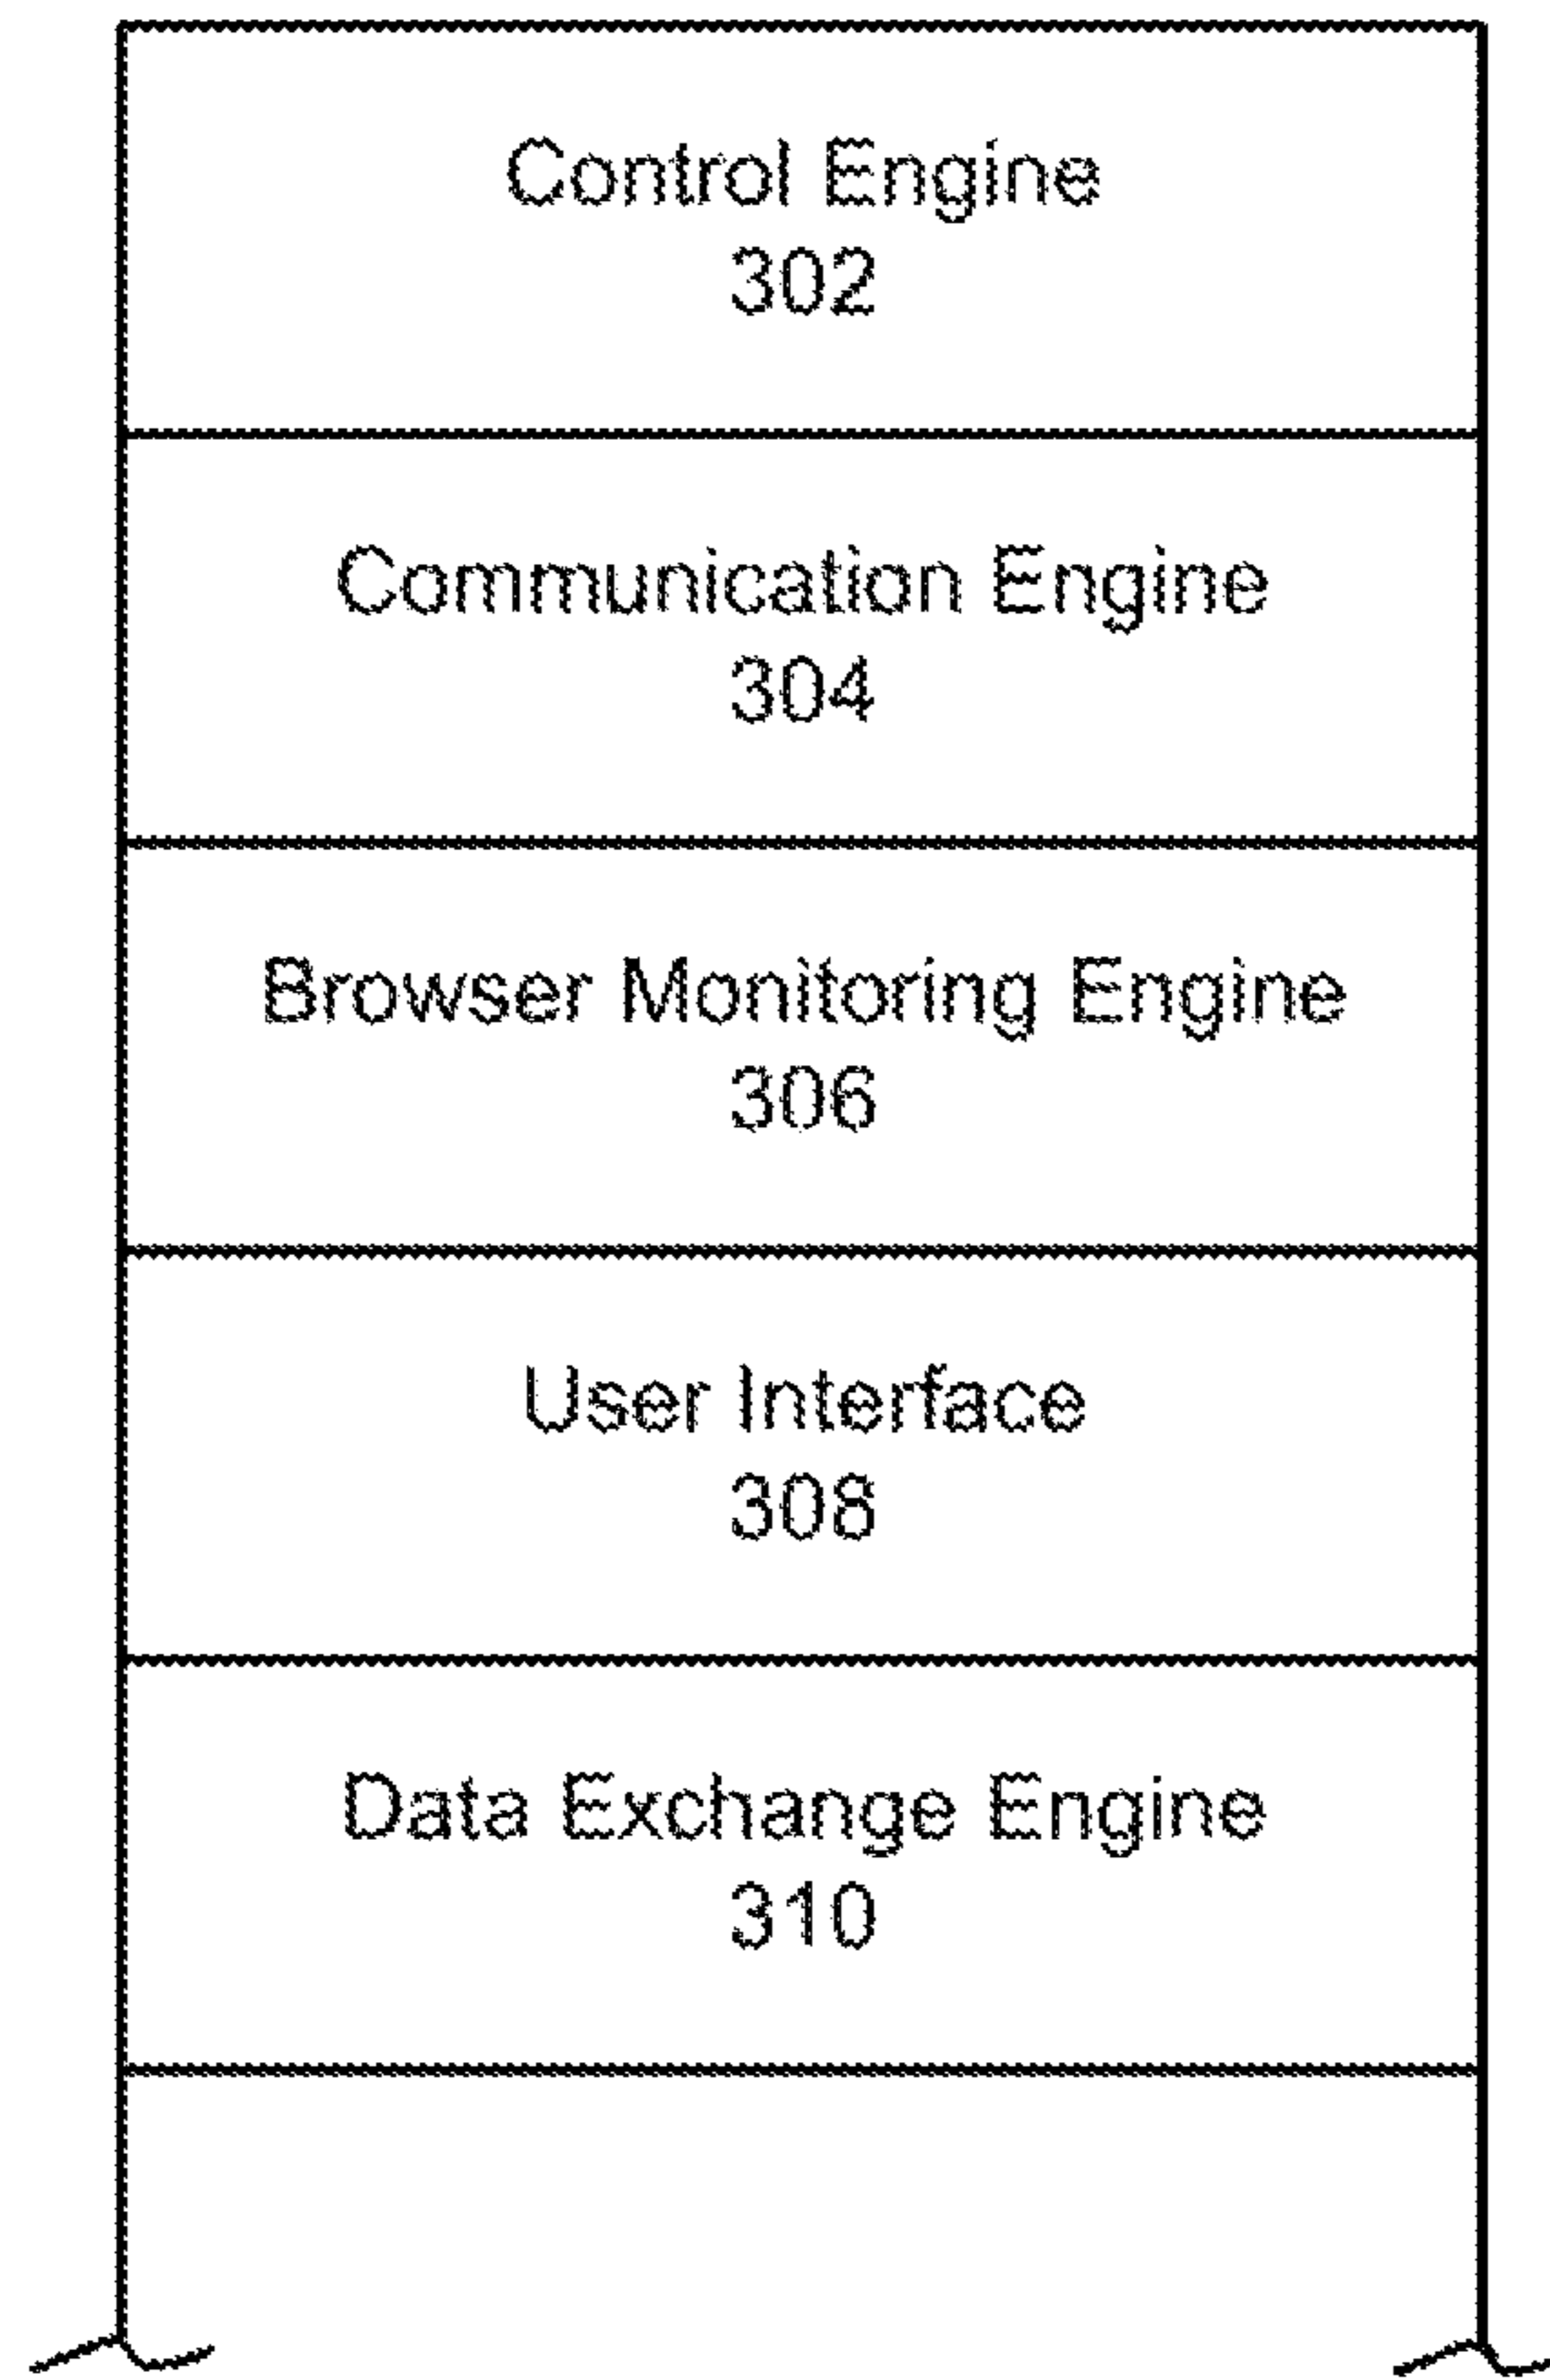 Control Engine
302
Communication Engine
304
Browser Monitoring Engine
306
User Interface
308
Data Exchange Engine
310